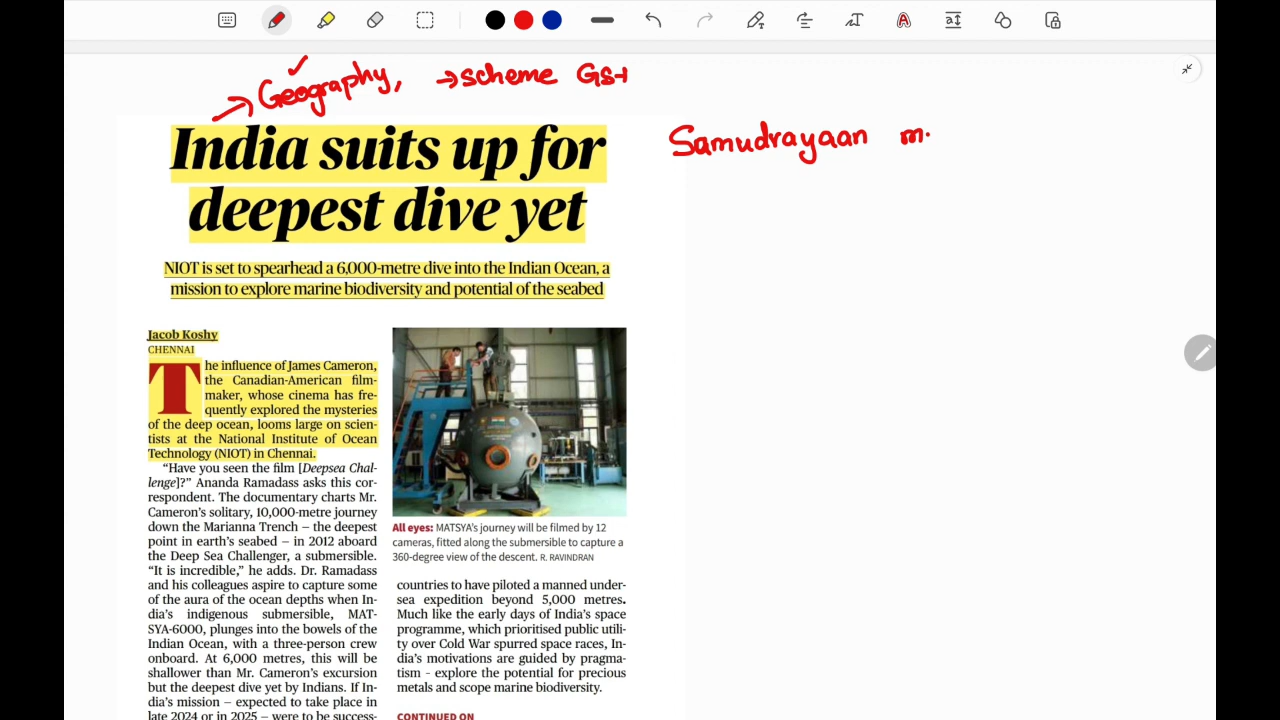 Geography, → scheme GS-1
Samudrayaan m.
India suits up for
deepest dive yet
NIOT is set to spearhead a 6,000-metre dive into the Indian Ocean, a
mission to explore marine biodiversity and potential of the seabed
Jacob Koshy
CHENNAI
The influence of James Cameron,
the Canadian-American film-
maker, whose cinema has fre-
quently explored the mysteries
of the deep ocean, looms large on scien-
tists at the National Institute of Ocean
Technology (NIOT) in Chennai.
“Have you seen the film [Deepsea Chal-
lenge]?” Ananda Ramadass asks this cor-
respondent. The documentary charts Mr.
Cameron’s solitary, 10,000-metre journey
down the Marianna Trench – the deepest
point in earth’s seabed – in 2012 aboard
the Deep Sea Challenger, a submersible.
“It is incredible,” he adds. Dr. Ramadass
and his colleagues aspire to capture some
of the aura of the ocean depths when In-
dia’s indigenous submersible, MAT-
SYA-6000, plunges into the bowels of the
Indian Ocean, with a three-person crew
onboard. At 6,000 metres, this will be
shallower than Mr. Cameron’s excursion
but the deepest dive yet by Indians. If In-
dia’s mission – expected to take place in
late 2024 or in 2025 – were to be success-
All eyes: MATSYA’s journey will be filmed by 12
cameras, fitted along the submersible to capture a
360-degree view of the descent. R. RAVINDRAN
countries to have piloted a manned under-
sea expedition beyond 5,000 metres.
Much like the early days of India’s space
programme, which prioritised public utili-
ty over Cold War spurred space races, In-
dia’s motivations are guided by pragma-
tism - explore the potential for precious
metals and scope marine biodiversity.
CONTINUED ON